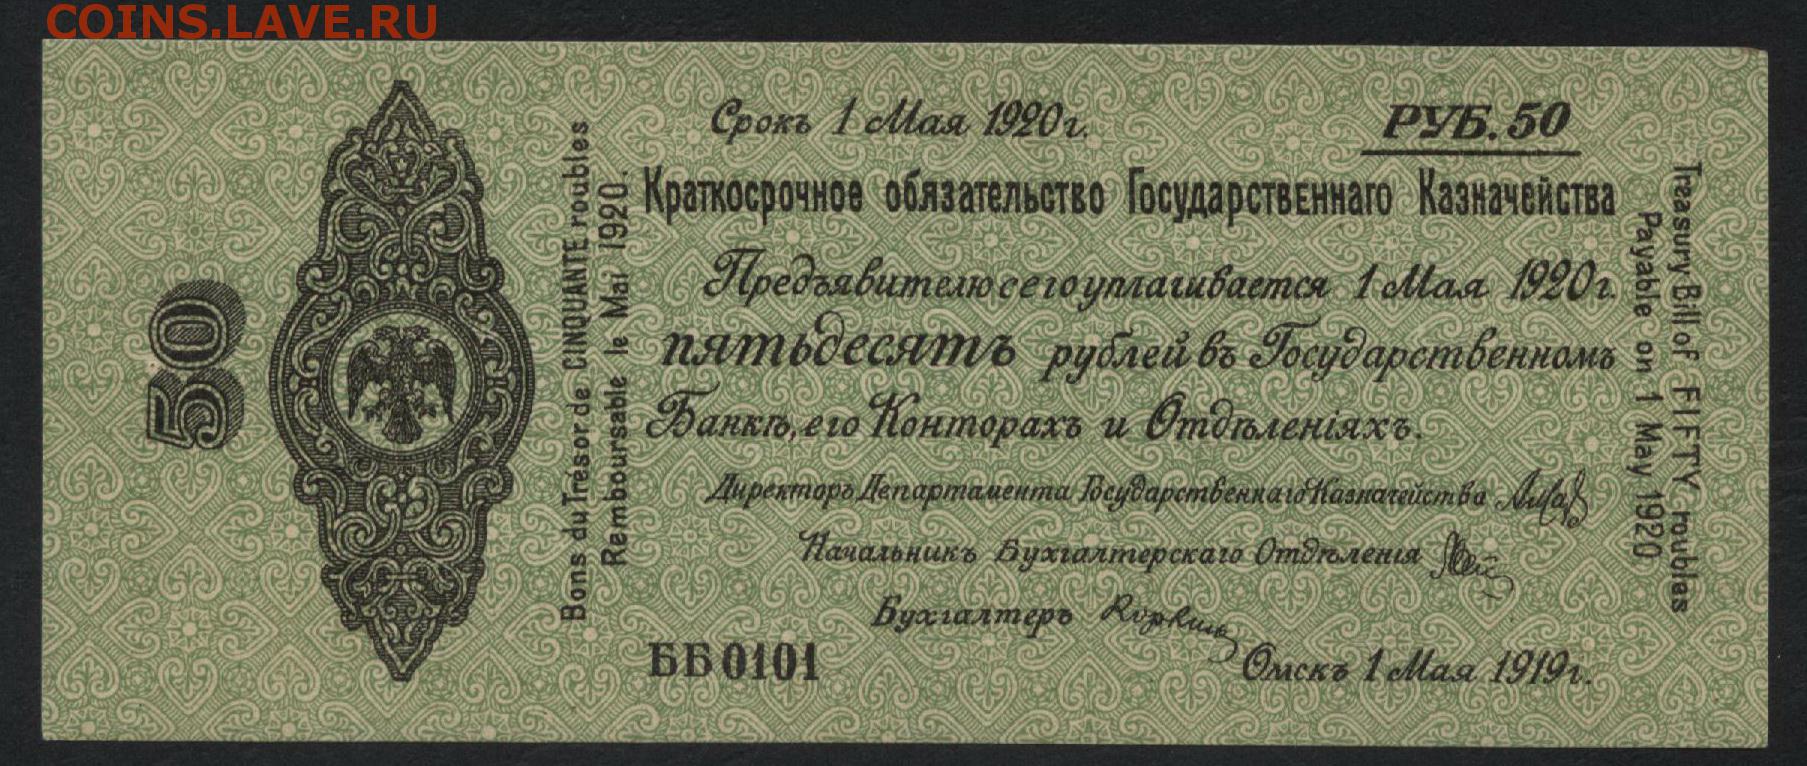 COINS.LAVE.RU
50
Bons du Trésor de CINQUANTE roubles
Remboursable le Mai 1920.
Срокъ 1 Мая 1920 г.
РУБ. 50
Краткосрочное обязательство Государственнаго Казначейства
Предъявителю сего уплачивается 1 Мая 1920 г.
пятьдесятъ рублей въ Государственномъ
Банкѣ, его Конторахъ и Отдѣленіяхъ.
Директоръ Департамента Государственнаго Казначейства
Начальникъ Бухгалтерскаго Отдѣленія
Бухгалтеръ
ББ 0101
Омскъ 1 Мая 1919 г.
Treasury Bill of FIFTY roubles
Payable on 1 May 1920